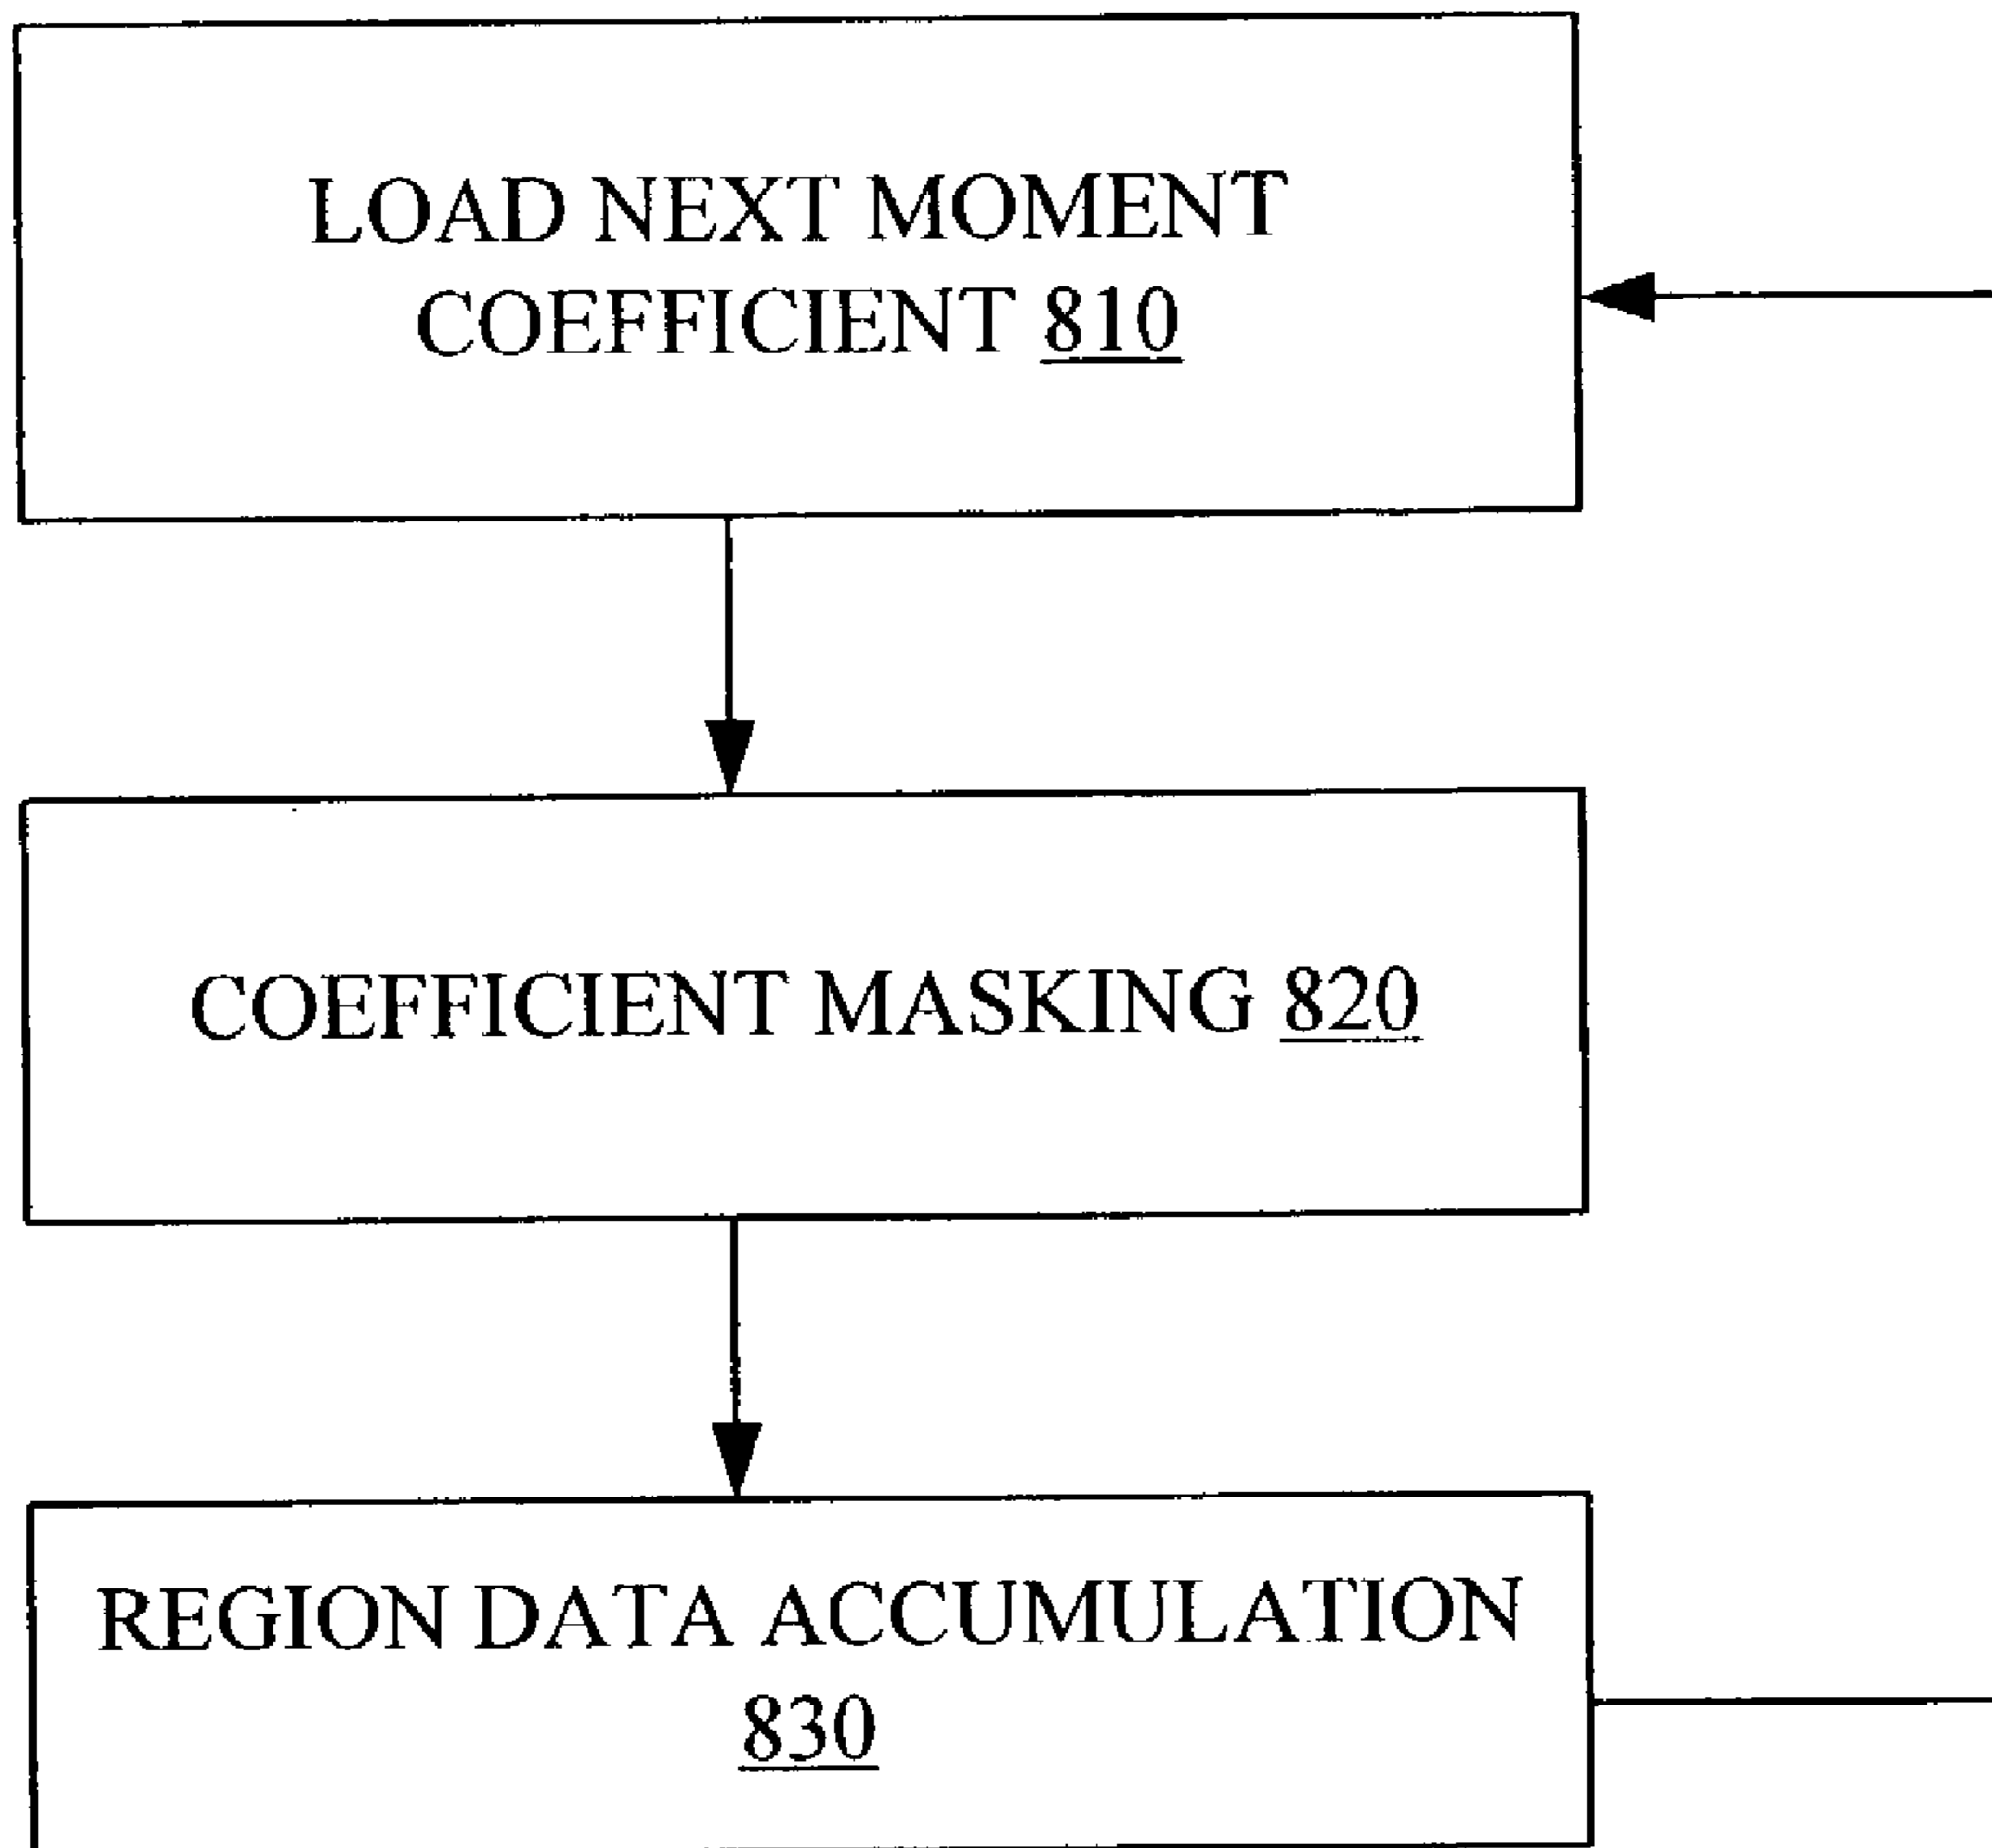 LOAD NEXT MOMENT
COEFFICIENT 810
COEFFICIENT MASKING 820
REGION DATA ACCUMULATION
830